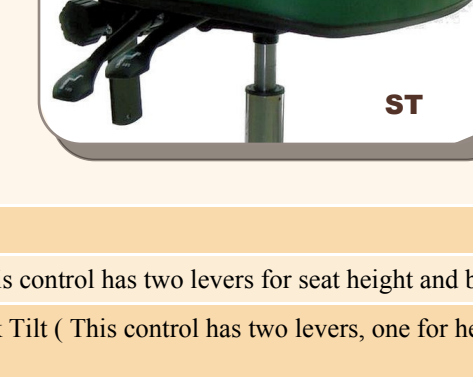 ST
s control has two levers for seat height and b
Tilt ( This control has two levers, one for he